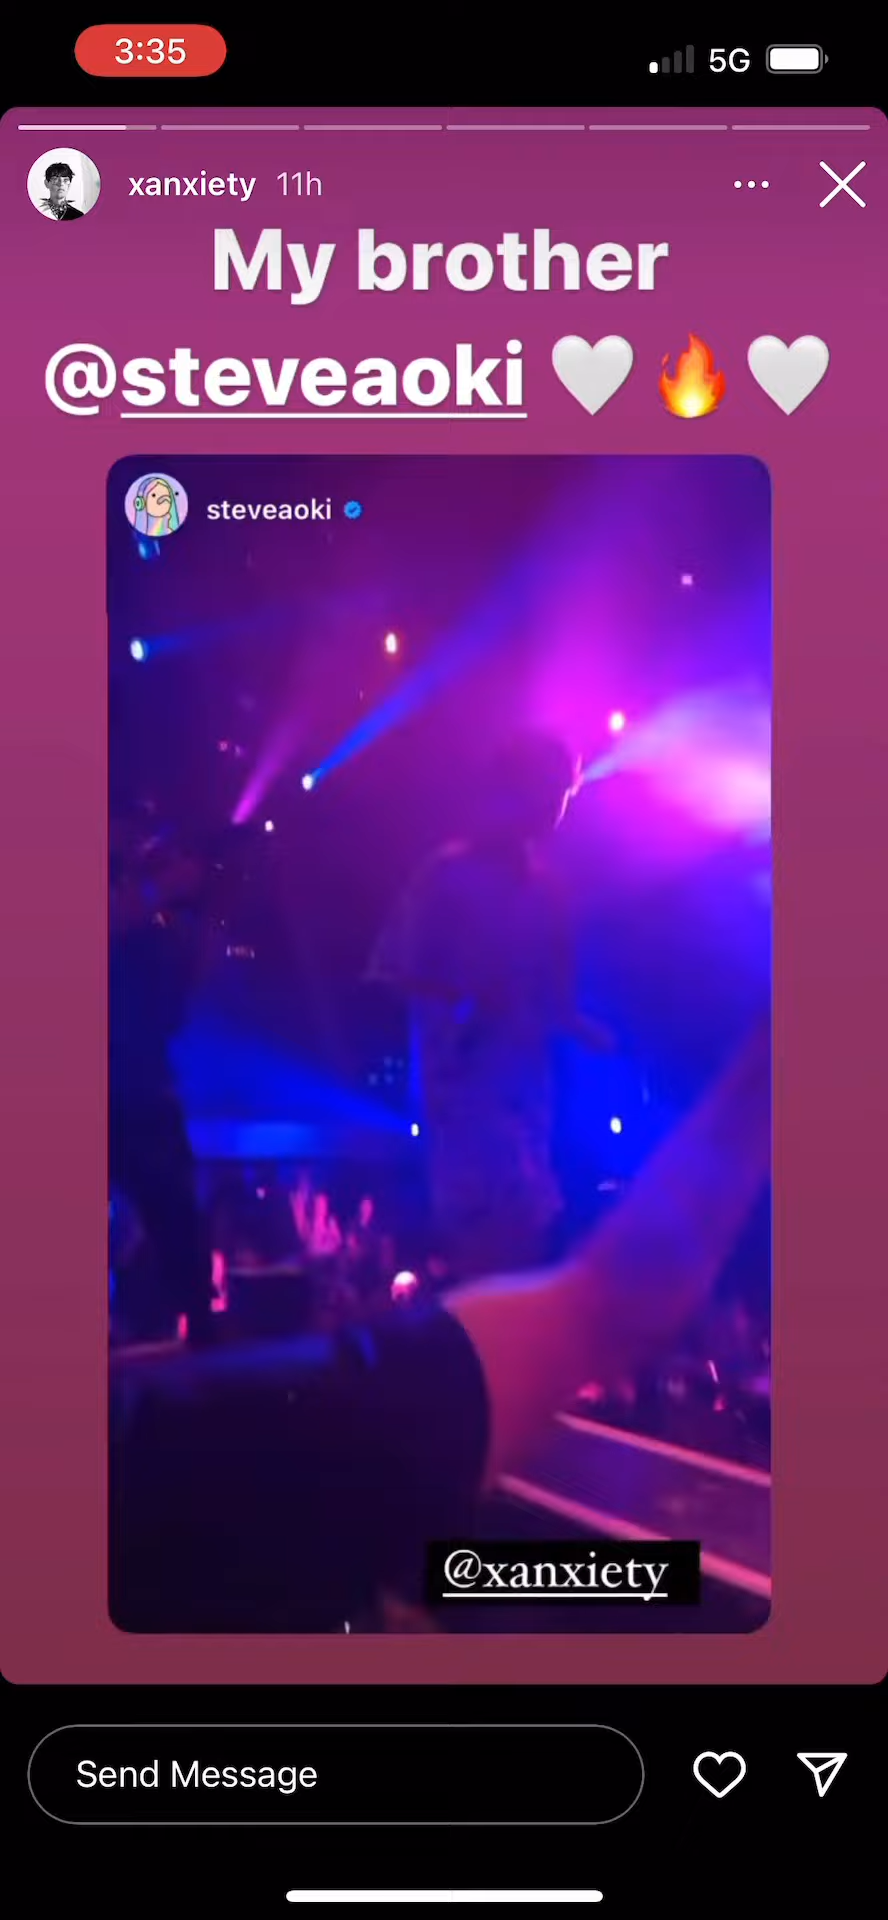 3:35
5G
xanxiety 11h
My brother
@steveaoki 🤍🔥🤍
steveaoki
@xanxiety
Send Message